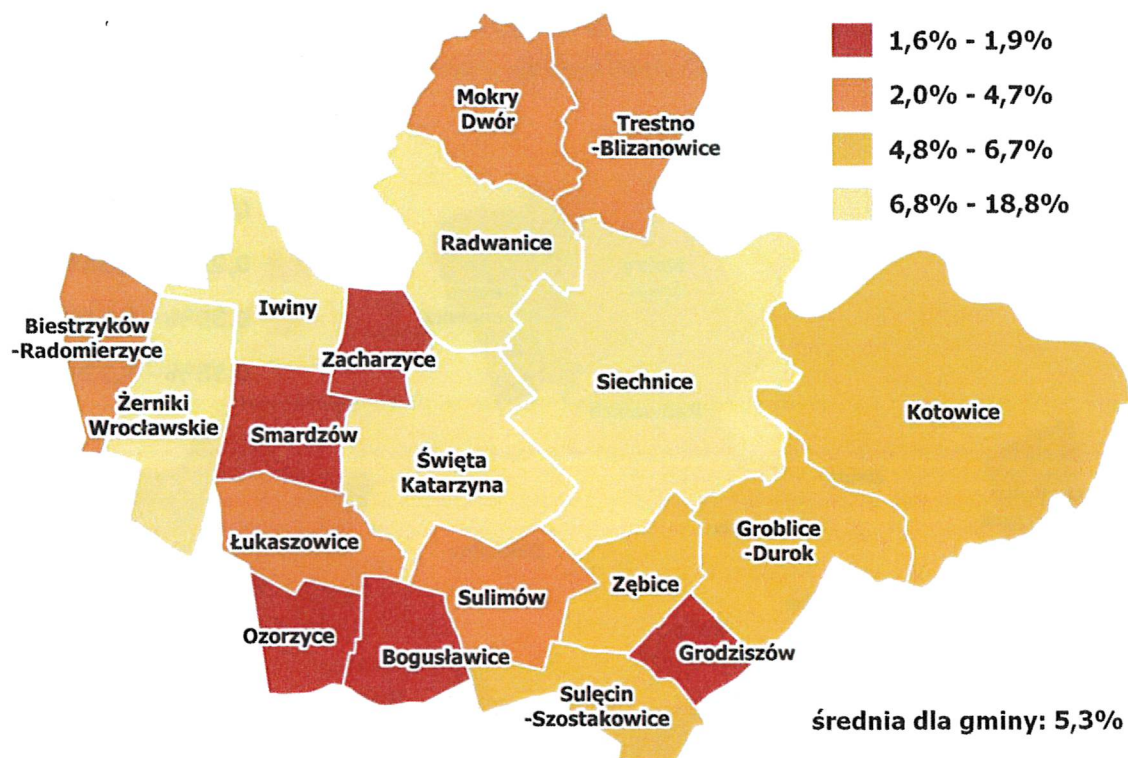 1,6% - 1,9%
2,0% - 4,7%
4,8% - 6,7%
6,8% - 18,8%
Mokry
Dwór
Trestno
-Blizanowice
Radwanice
Iwiny
Biestrzyków
-Radomierzyce
Zacharzyce
Siechnice
Żerniki
Wrocławskie
Kotowice
Smardzów
Święta
Katarzyna
Łukaszowice
Groblice
-Durok
Zębice
Sulimów
Ozorzyce
Bogusławice
Grodziszów
Sulęcin
-Szostakowice
średnia dla gminy: 5,3%